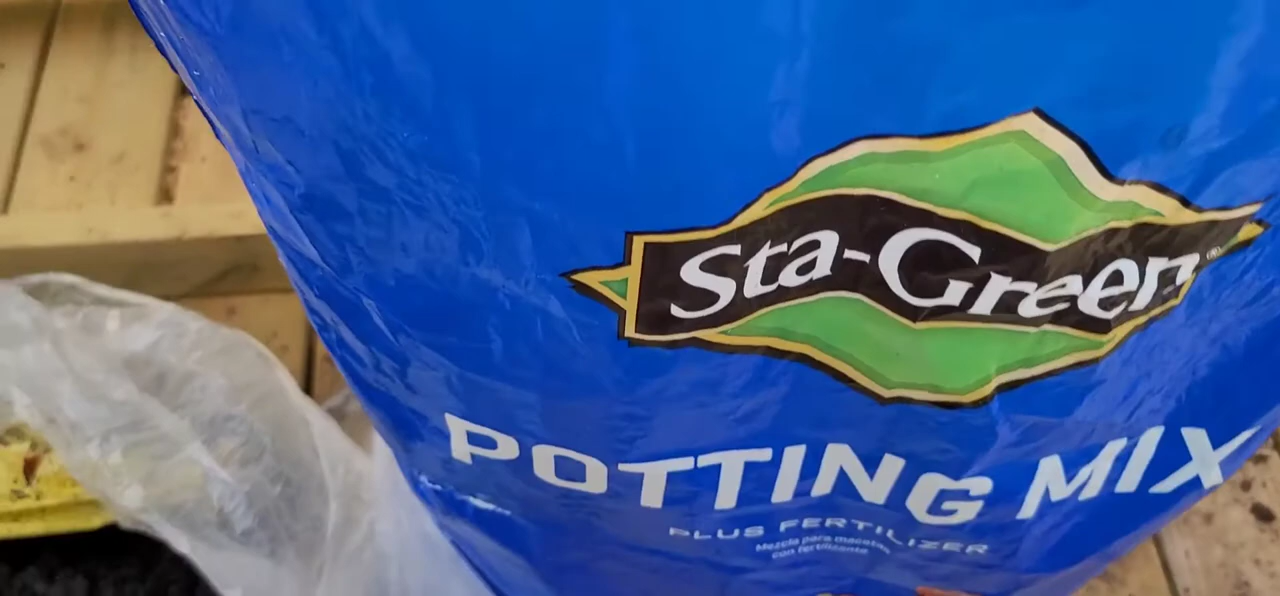 Sta-Green®
POTTING MIX
PLUS FERTILIZER
Mezcla para macetas
con fertilizante